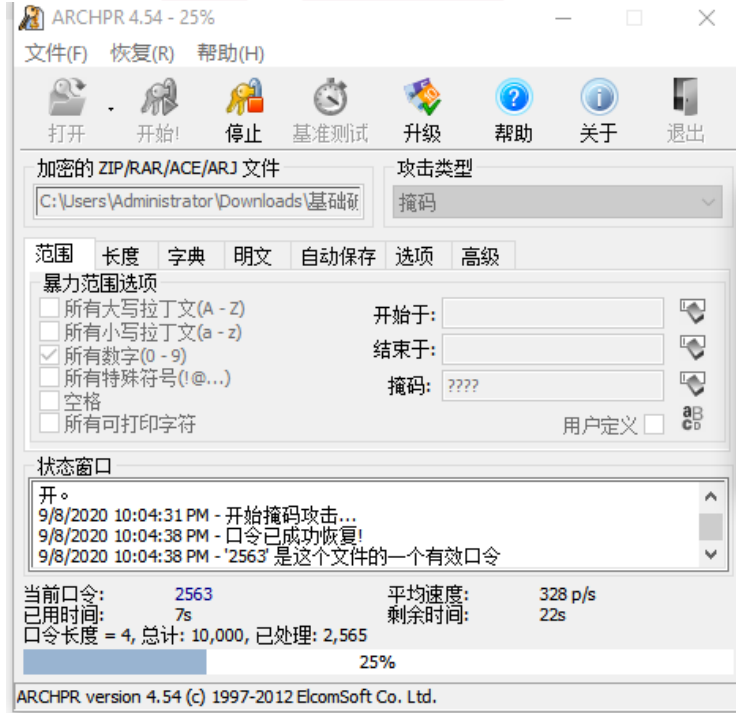 ARCHPR 4.54 - 25%
文件(F) 恢复(R) 帮助(H)
打开 开始! 停止 基准测试 升级 帮助 关于 退出
加密的 ZIP/RAR/ACE/ARJ 文件 攻击类型
C:\Users\Administrator\Downloads\基础 掩码
范围 长度 字典 明文 自动保存 选项 高级
暴力范围选项
所有大写拉丁文(A - Z)
所有小写拉丁文(a - z)
所有数字(0 - 9)
所有特殊符号(!@...)
空格
所有可打印字符
开始于:
结束于:
掩码: ????
用户定义
状态窗口
开。
9/8/2020 10:04:31 PM - 开始掩码攻击...
9/8/2020 10:04:38 PM - 口令已成功恢复!
9/8/2020 10:04:38 PM - '2563' 是这个文件的一个有效口令
当前口令: 2563 平均速度: 328 p/s
已用时间: 7s 剩余时间: 22s
口令长度 = 4, 总计: 10,000, 已处理: 2,565
25%
ARCHPR version 4.54 (c) 1997-2012 ElcomSoft Co. Ltd.